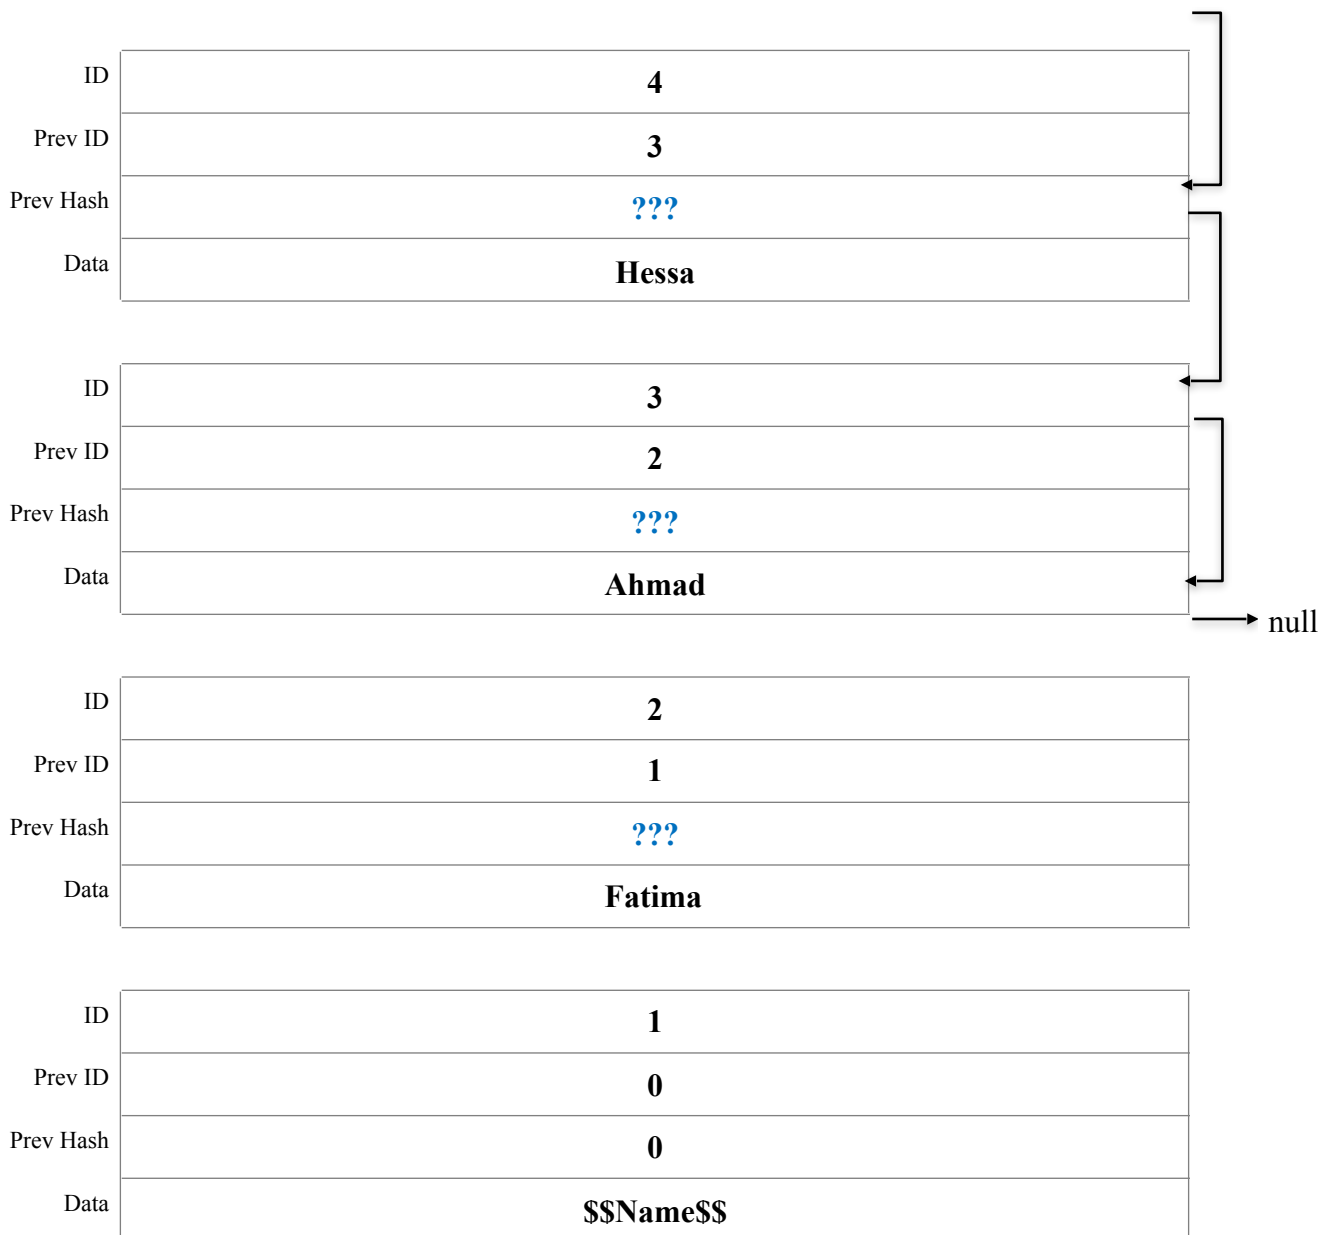 ID 4
Prev ID 3
Prev Hash ???
Data Hessa
ID 3
Prev ID 2
Prev Hash ???
Data Ahmad
null
ID 2
Prev ID 1
Prev Hash ???
Data Fatima
ID 1
Prev ID 0
Prev Hash 0
Data $$Name$$